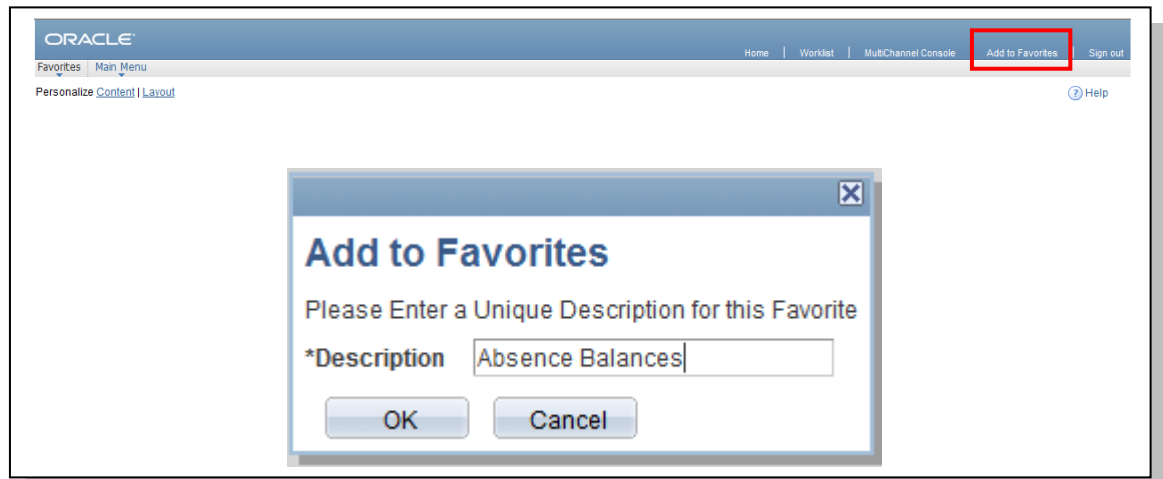 ORACLE
Home | Worklist | MultiChannel Console Add to Favorites | Sign out
Favorites Main Menu
Personalize Content | Layout
? Help
Add to Favorites
Please Enter a Unique Description for this Favorite
*Description Absence Balances
OK Cancel